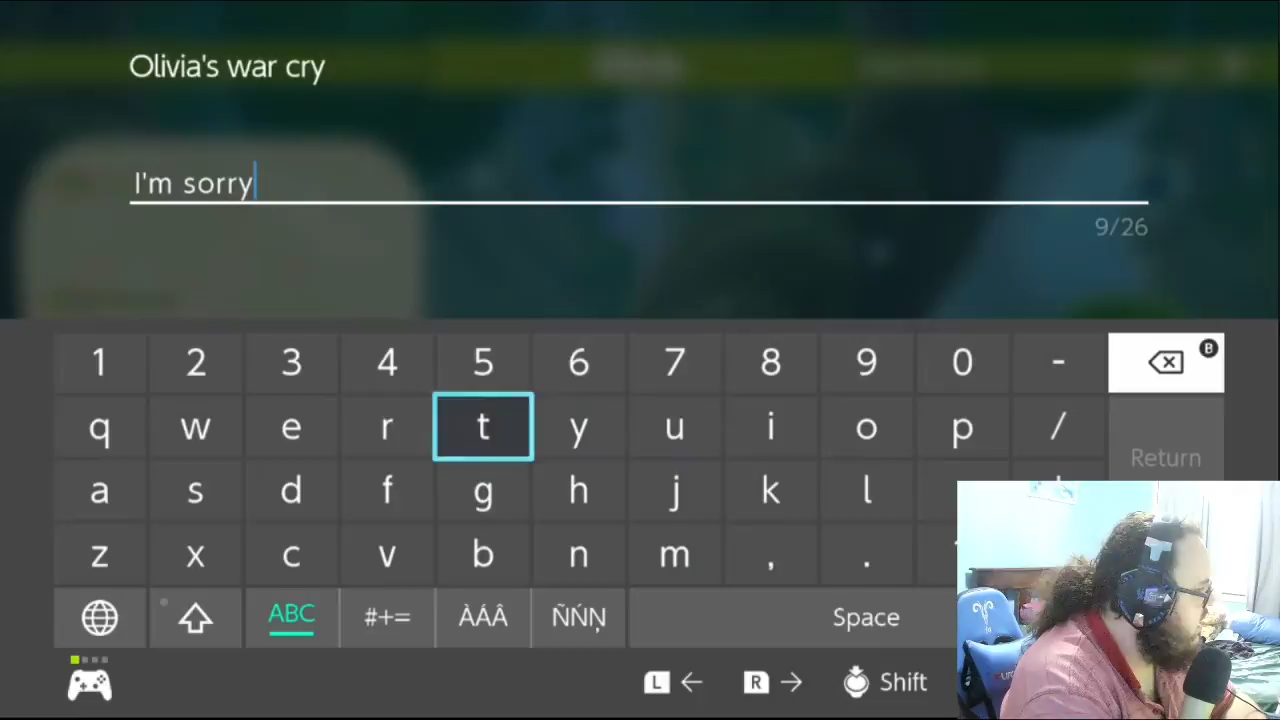 Olivia's war cry
I'm sorry
9/26
1 2 3 4 5 6 7 8 9 0 -
q w e r t y u i o p /
Return
a s d f g h j k l
z x c v b n m , .
ABC #+= ÀÁÂ ÑŃŅ Space
L ← R → Shift
B